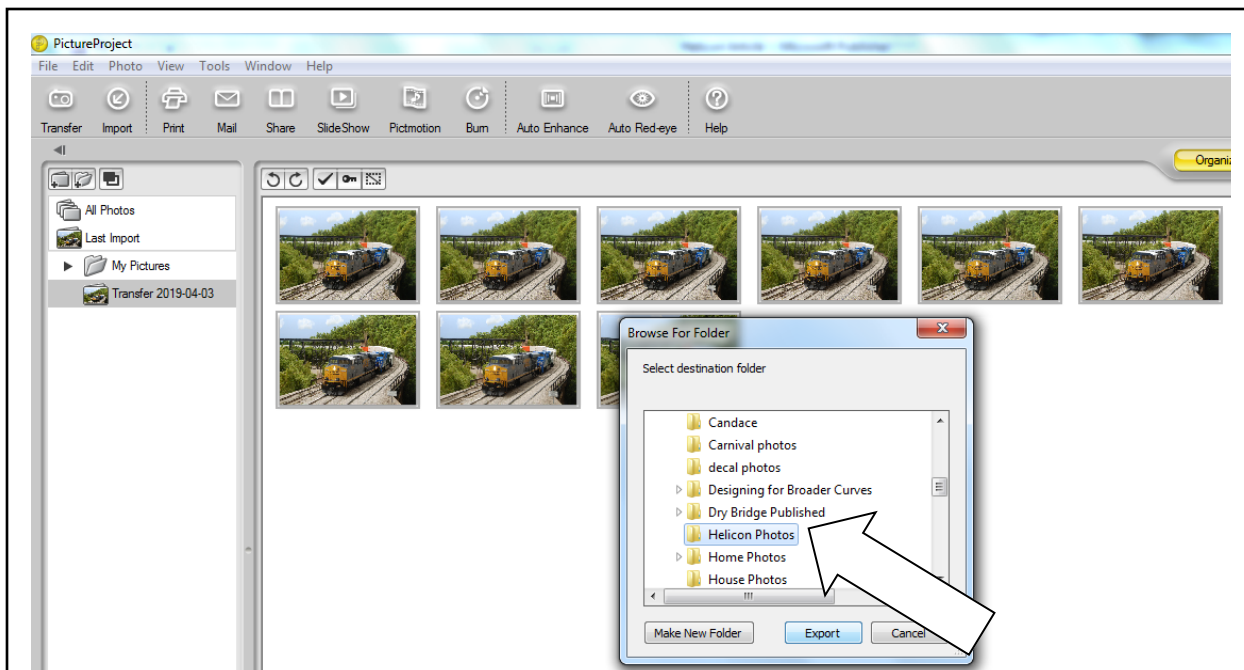 PictureProject
File Edit Photo View Tools Window Help
Transfer Import Print Mail Share SlideShow Pictmotion Burn Auto Enhance Auto Red-eye Help
All Photos
Last Import
My Pictures
Transfer 2019-04-03
Browse For Folder
Select destination folder
Candace
Carnival photos
decal photos
Designing for Broader Curves
Dry Bridge Published
Helicon Photos
Home Photos
House Photos
Make New Folder Export Cancel